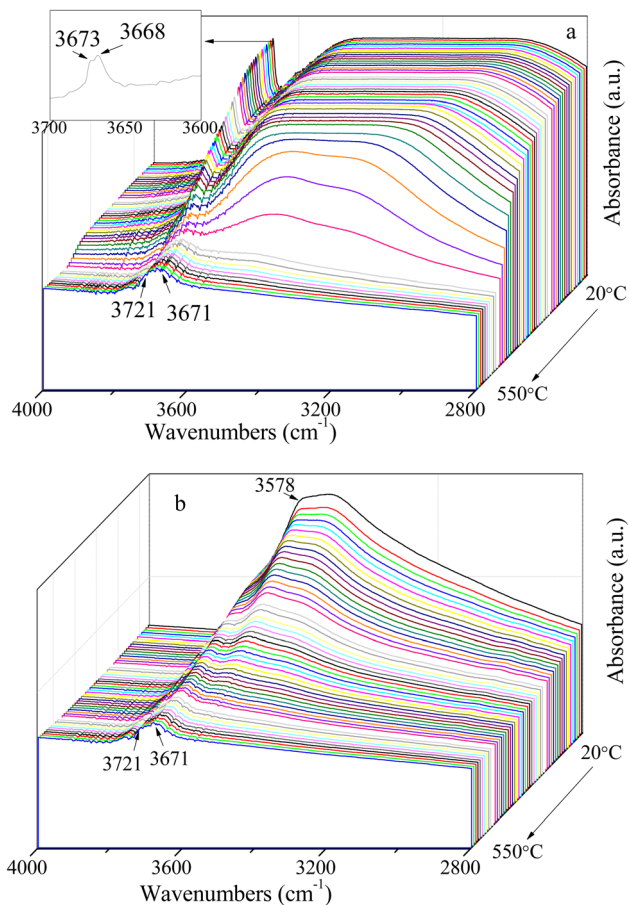 a
3673
3668
3700
3650
3600
Absorbance (a.u.)
3721
3671
20°C
550°C
4000
3600
3200
2800
Wavenumbers (cm-1)
b
3578
Absorbance (a.u.)
3721
3671
20°C
550°C
4000
3600
3200
2800
Wavenumbers (cm-1)